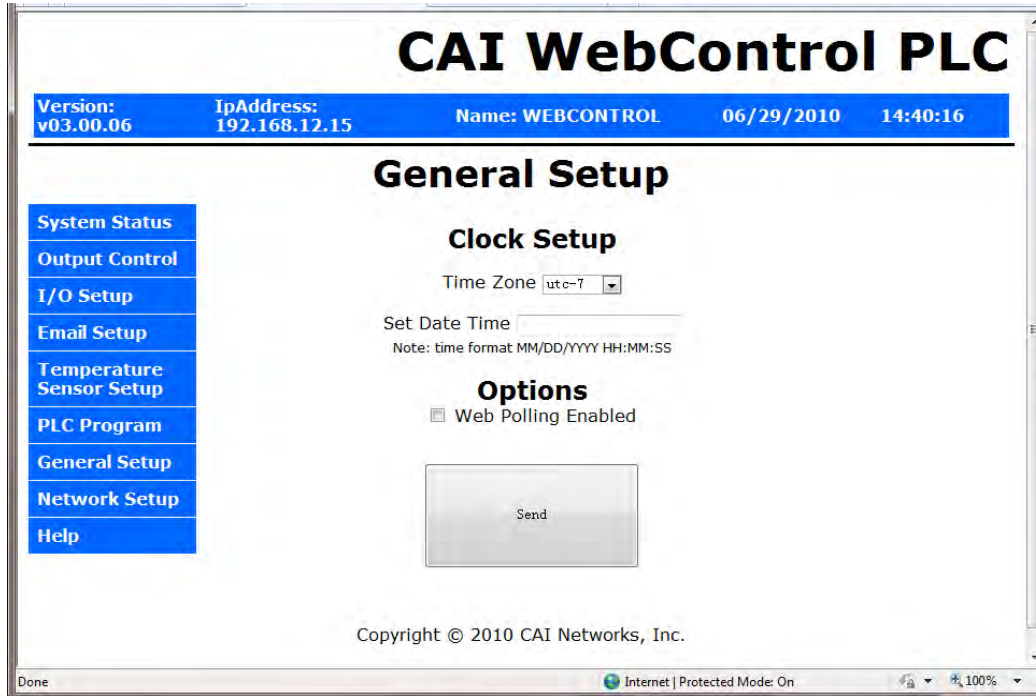 CAI WebControl PLC
Version: v03.00.06
IpAddress: 192.168.12.15
Name: WEBCONTROL
06/29/2010
14:40:16
General Setup
System Status
Output Control
I/O Setup
Email Setup
Temperature
Sensor Setup
PLC Program
General Setup
Network Setup
Help
Clock Setup
Time Zone utc-7
Set Date Time
Note: time format MM/DD/YYYY HH:MM:SS
Options
Web Polling Enabled
Send
Copyright © 2010 CAI Networks, Inc.
Done
Internet | Protected Mode: On
100%